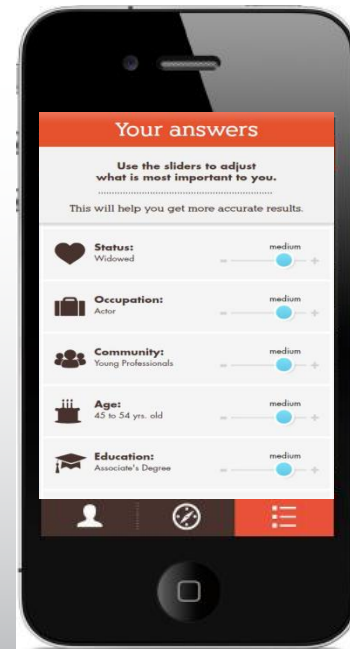 Your answers
Use the sliders to adjust
what is most important to you.
This will help you get more accurate results.
Status:
Widowed
medium
- +
Occupation:
Actor
medium
- +
Community:
Young Professionals
medium
- +
Age:
45 to 54 yrs. old
medium
- +
Education:
Associate's Degree
medium
- +